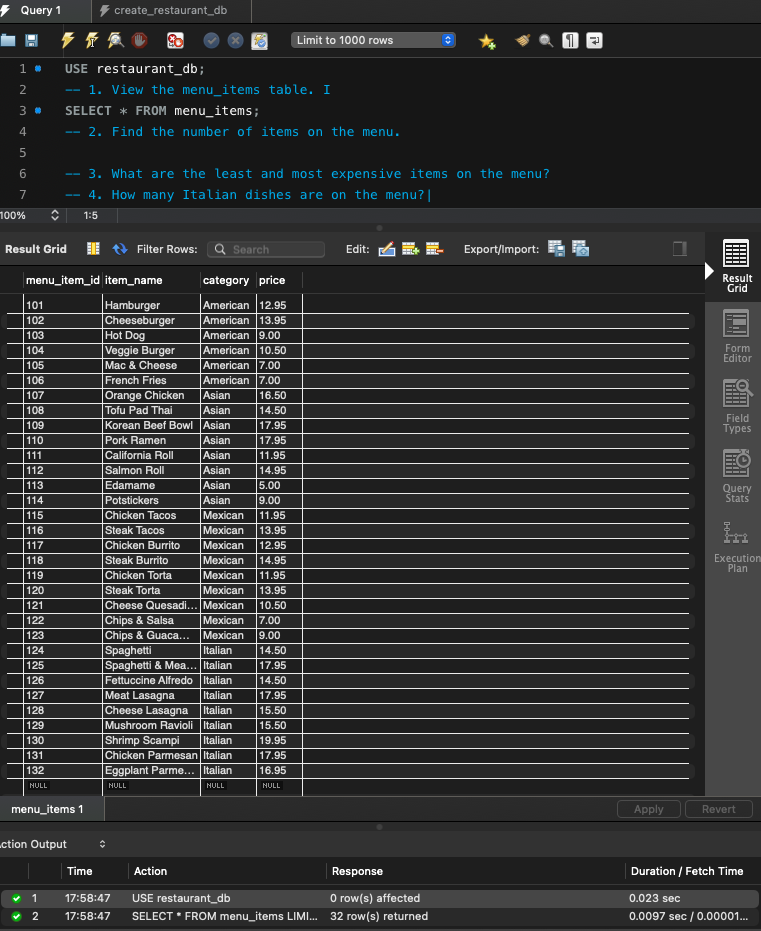 Query 1 create_restaurant_db
Limit to 1000 rows
1 USE restaurant_db;
2 -- 1. View the menu_items table. I
3 SELECT * FROM menu_items;
4 -- 2. Find the number of items on the menu.
5
6 -- 3. What are the least and most expensive items on the menu?
7 -- 4. How many Italian dishes are on the menu?
100% 1:5
Result Grid Filter Rows: Search Edit: Export/Import:
menu_item_id item_name category price
101 Hamburger American 12.95
102 Cheeseburger American 13.95
103 Hot Dog American 9.00
104 Veggie Burger American 10.50
105 Mac & Cheese American 7.00
106 French Fries American 7.00
107 Orange Chicken Asian 16.50
108 Tofu Pad Thai Asian 14.50
109 Korean Beef Bowl Asian 17.95
110 Pork Ramen Asian 17.95
111 California Roll Asian 11.95
112 Salmon Roll Asian 14.95
113 Edamame Asian 5.00
114 Potstickers Asian 9.00
115 Chicken Tacos Mexican 11.95
116 Steak Tacos Mexican 13.95
117 Chicken Burrito Mexican 12.95
118 Steak Burrito Mexican 14.95
119 Chicken Torta Mexican 11.95
120 Steak Torta Mexican 13.95
121 Cheese Quesadi... Mexican 10.50
122 Chips & Salsa Mexican 7.00
123 Chips & Guaca... Mexican 9.00
124 Spaghetti Italian 14.50
125 Spaghetti & Mea... Italian 17.95
126 Fettuccine Alfredo Italian 14.50
127 Meat Lasagna Italian 17.95
128 Cheese Lasagna Italian 15.50
129 Mushroom Ravioli Italian 15.50
130 Shrimp Scampi Italian 19.95
131 Chicken Parmesan Italian 17.95
132 Eggplant Parme... Italian 16.95
NULL NULL NULL NULL
Result
Grid
Form
Editor
Field
Types
Query
Stats
Execution
Plan
menu_items 1 Apply Revert
ction Output
Time Action Response Duration / Fetch Time
1 17:58:47 USE restaurant_db 0 row(s) affected 0.023 sec
2 17:58:47 SELECT * FROM menu_items LIMI... 32 row(s) returned 0.0097 sec / 0.00001...